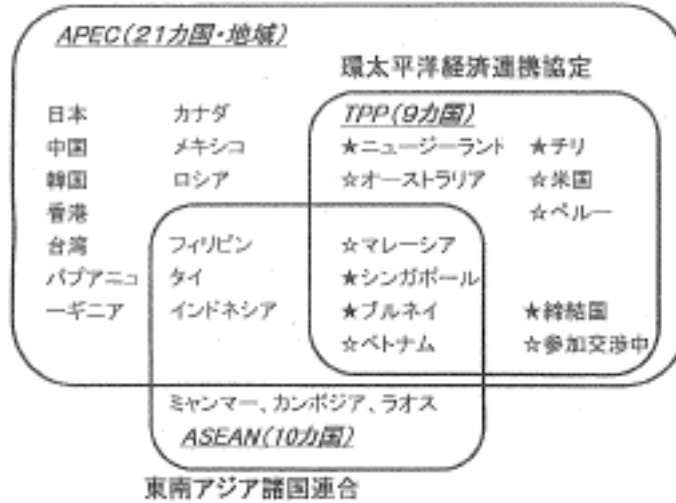 APEC(21カ国・地域)
環太平洋経済連携協定
日本 カナダ TPP(9カ国)
中国 メキシコ ★ニュージーランド ★チリ
韓国 ロシア ☆オーストラリア ☆米国
香港 ☆ペルー
台湾 フィリピン ☆マレーシア
パプアニュ タイ ★シンガポール
ーギニア インドネシア ★ブルネイ ★締結国
☆ベトナム ☆参加交渉中
ミャンマー、カンボジア、ラオス
ASEAN(10カ国)
東南アジア諸国連合